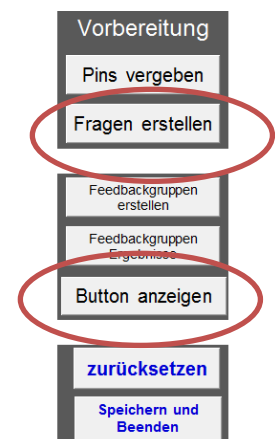 Vorbereitung
Pins vergeben
Fragen erstellen
Feedbackgruppen
erstellen
Feedbackgruppen
Ergebnisse
Button anzeigen
zurücksetzen
Speichern und
Beenden